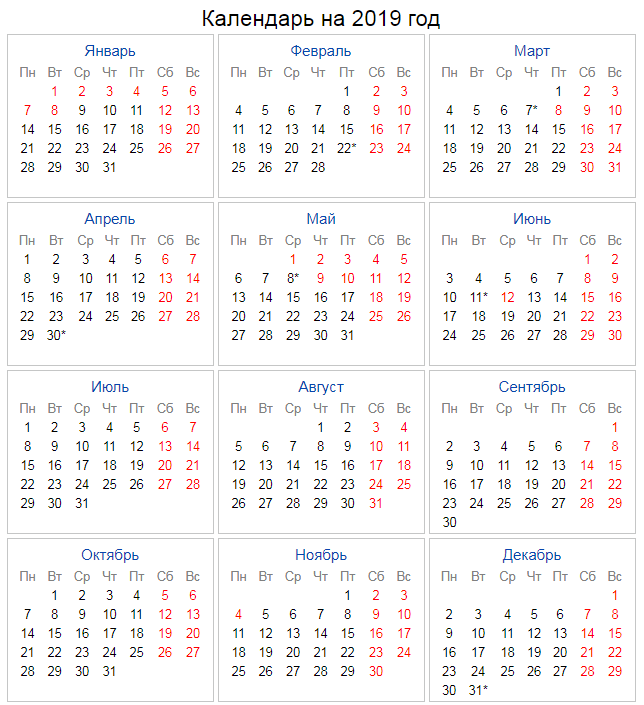 Календарь на 2019 год
Январь
Пн Вт Ср Чт Пт Сб Вс
1 2 3 4 5 6
7 8 9 10 11 12 13
14 15 16 17 18 19 20
21 22 23 24 25 26 27
28 29 30 31
Февраль
Пн Вт Ср Чт Пт Сб Вс
1 2 3
4 5 6 7 8 9 10
11 12 13 14 15 16 17
18 19 20 21 22* 23 24
25 26 27 28
Март
Пн Вт Ср Чт Пт Сб Вс
1 2 3
4 5 6 7* 8 9 10
11 12 13 14 15 16 17
18 19 20 21 22 23 24
25 26 27 28 29 30 31
Апрель
Пн Вт Ср Чт Пт Сб Вс
1 2 3 4 5 6 7
8 9 10 11 12 13 14
15 16 17 18 19 20 21
22 23 24 25 26 27 28
29 30*
Май
Пн Вт Ср Чт Пт Сб Вс
1 2 3 4 5
6 7 8* 9 10 11 12
13 14 15 16 17 18 19
20 21 22 23 24 25 26
27 28 29 30 31
Июнь
Пн Вт Ср Чт Пт Сб Вс
1 2
3 4 5 6 7 8 9
10 11* 12 13 14 15 16
17 18 19 20 21 22 23
24 25 26 27 28 29 30
Июль
Пн Вт Ср Чт Пт Сб Вс
1 2 3 4 5 6 7
8 9 10 11 12 13 14
15 16 17 18 19 20 21
22 23 24 25 26 27 28
29 30 31
Август
Пн Вт Ср Чт Пт Сб Вс
1 2 3 4
5 6 7 8 9 10 11
12 13 14 15 16 17 18
19 20 21 22 23 24 25
26 27 28 29 30 31
Сентябрь
Пн Вт Ср Чт Пт Сб Вс
1
2 3 4 5 6 7 8
9 10 11 12 13 14 15
16 17 18 19 20 21 22
23 24 25 26 27 28 29
30
Октябрь
Пн Вт Ср Чт Пт Сб Вс
1 2 3 4 5 6
7 8 9 10 11 12 13
14 15 16 17 18 19 20
21 22 23 24 25 26 27
28 29 30 31
Ноябрь
Пн Вт Ср Чт Пт Сб Вс
1 2 3
4 5 6 7 8 9 10
11 12 13 14 15 16 17
18 19 20 21 22 23 24
25 26 27 28 29 30
Декабрь
Пн Вт Ср Чт Пт Сб Вс
1
2 3 4 5 6 7 8
9 10 11 12 13 14 15
16 17 18 19 20 21 22
23 24 25 26 27 28 29
30 31*